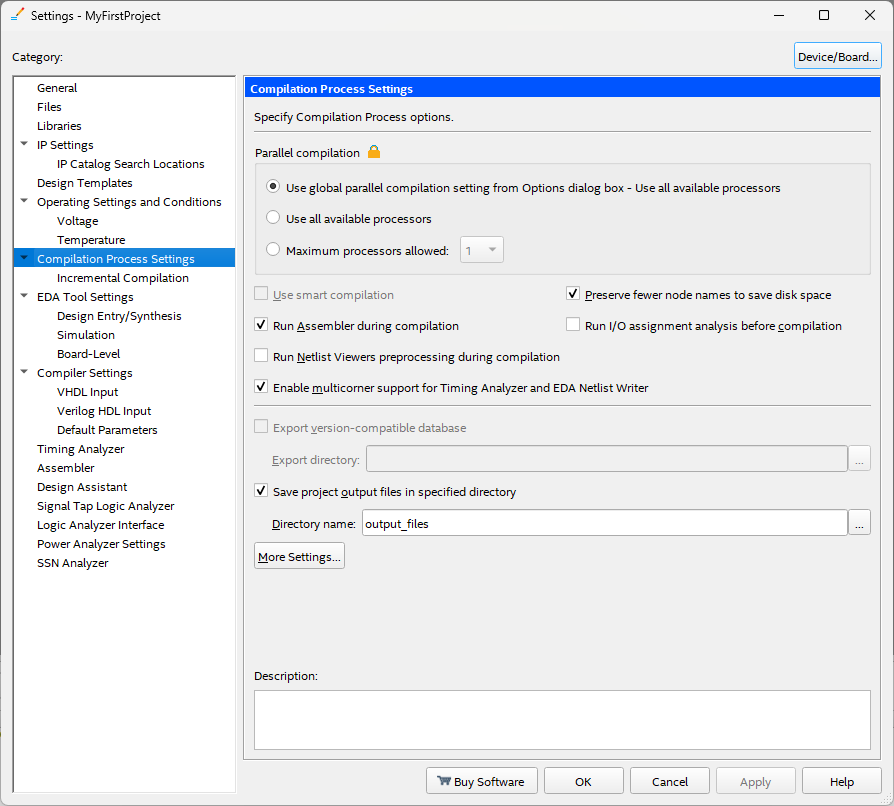 Settings - MyFirstProject
Category:
Device/Board...
General
Files
Libraries
IP Settings
IP Catalog Search Locations
Design Templates
Operating Settings and Conditions
Voltage
Temperature
Compilation Process Settings
Incremental Compilation
EDA Tool Settings
Design Entry/Synthesis
Simulation
Board-Level
Compiler Settings
VHDL Input
Verilog HDL Input
Default Parameters
Timing Analyzer
Assembler
Design Assistant
Signal Tap Logic Analyzer
Logic Analyzer Interface
Power Analyzer Settings
SSN Analyzer
Compilation Process Settings
Specify Compilation Process options.
Parallel compilation
Use global parallel compilation setting from Options dialog box - Use all available processors
Use all available processors
Maximum processors allowed: 1
Use smart compilation
Preserve fewer node names to save disk space
Run Assembler during compilation
Run I/O assignment analysis before compilation
Run Netlist Viewers preprocessing during compilation
Enable multicorner support for Timing Analyzer and EDA Netlist Writer
Export version-compatible database
Export directory: ...
Save project output files in specified directory
Directory name: output_files ...
More Settings...
Description:
Buy Software OK Cancel Apply Help